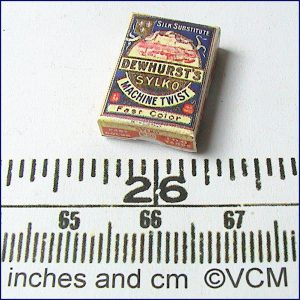 SILK SUBSTITUTE
DEWHURST'S
SYLKO
MACHINE TWIST
Fast Color
26
65 66 67
inches and cm ©VCM